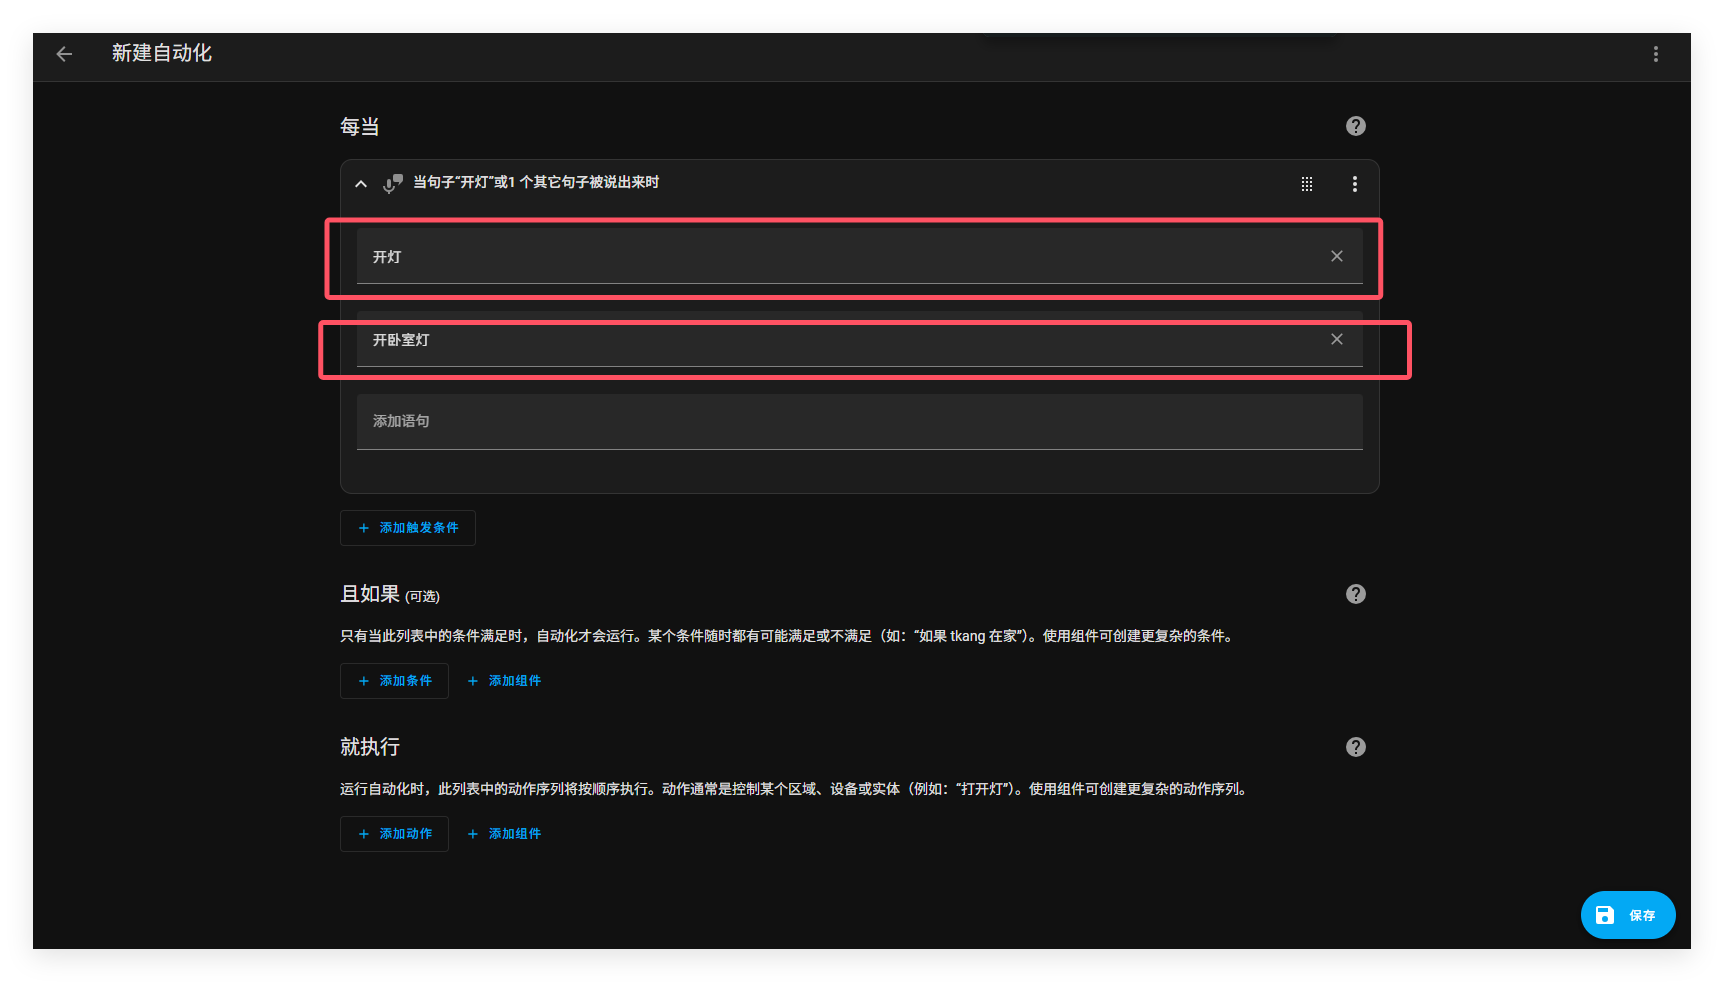 新建自动化
每当
当句子“开灯”或1 个其它句子被说出来时
开灯
开卧室灯
添加语句
添加触发条件
且如果 (可选)
只有当此列表中的条件满足时，自动化才会运行。某个条件随时都有可能满足或不满足（如：“如果 tkang 在家”）。使用组件可创建更复杂的条件。
添加条件 添加组件
就执行
运行自动化时，此列表中的动作序列将按顺序执行。动作通常是控制某个区域、设备或实体（例如：“打开灯”）。使用组件可创建更复杂的动作序列。
添加动作 添加组件
保存